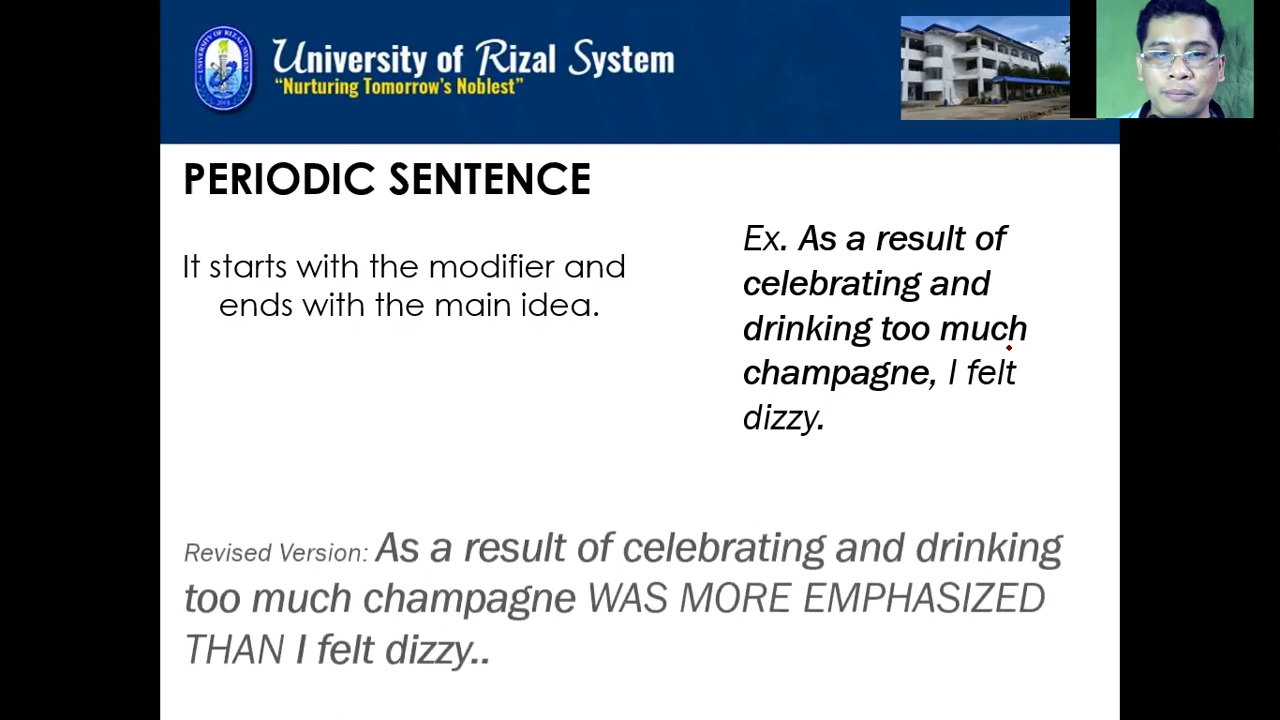 University of Rizal System
“Nurturing Tomorrow's Noblest”
PERIODIC SENTENCE
It starts with the modifier and
ends with the main idea.
Ex. As a result of
celebrating and
drinking too much
champagne, I felt
dizzy.
Revised Version: As a result of celebrating and drinking
too much champagne WAS MORE EMPHASIZED
THAN I felt dizzy..